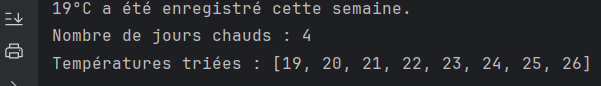 19°C a été enregistré cette semaine.
Nombre de jours chauds : 4
Températures triées : [19, 20, 21, 22, 23, 24, 25, 26]